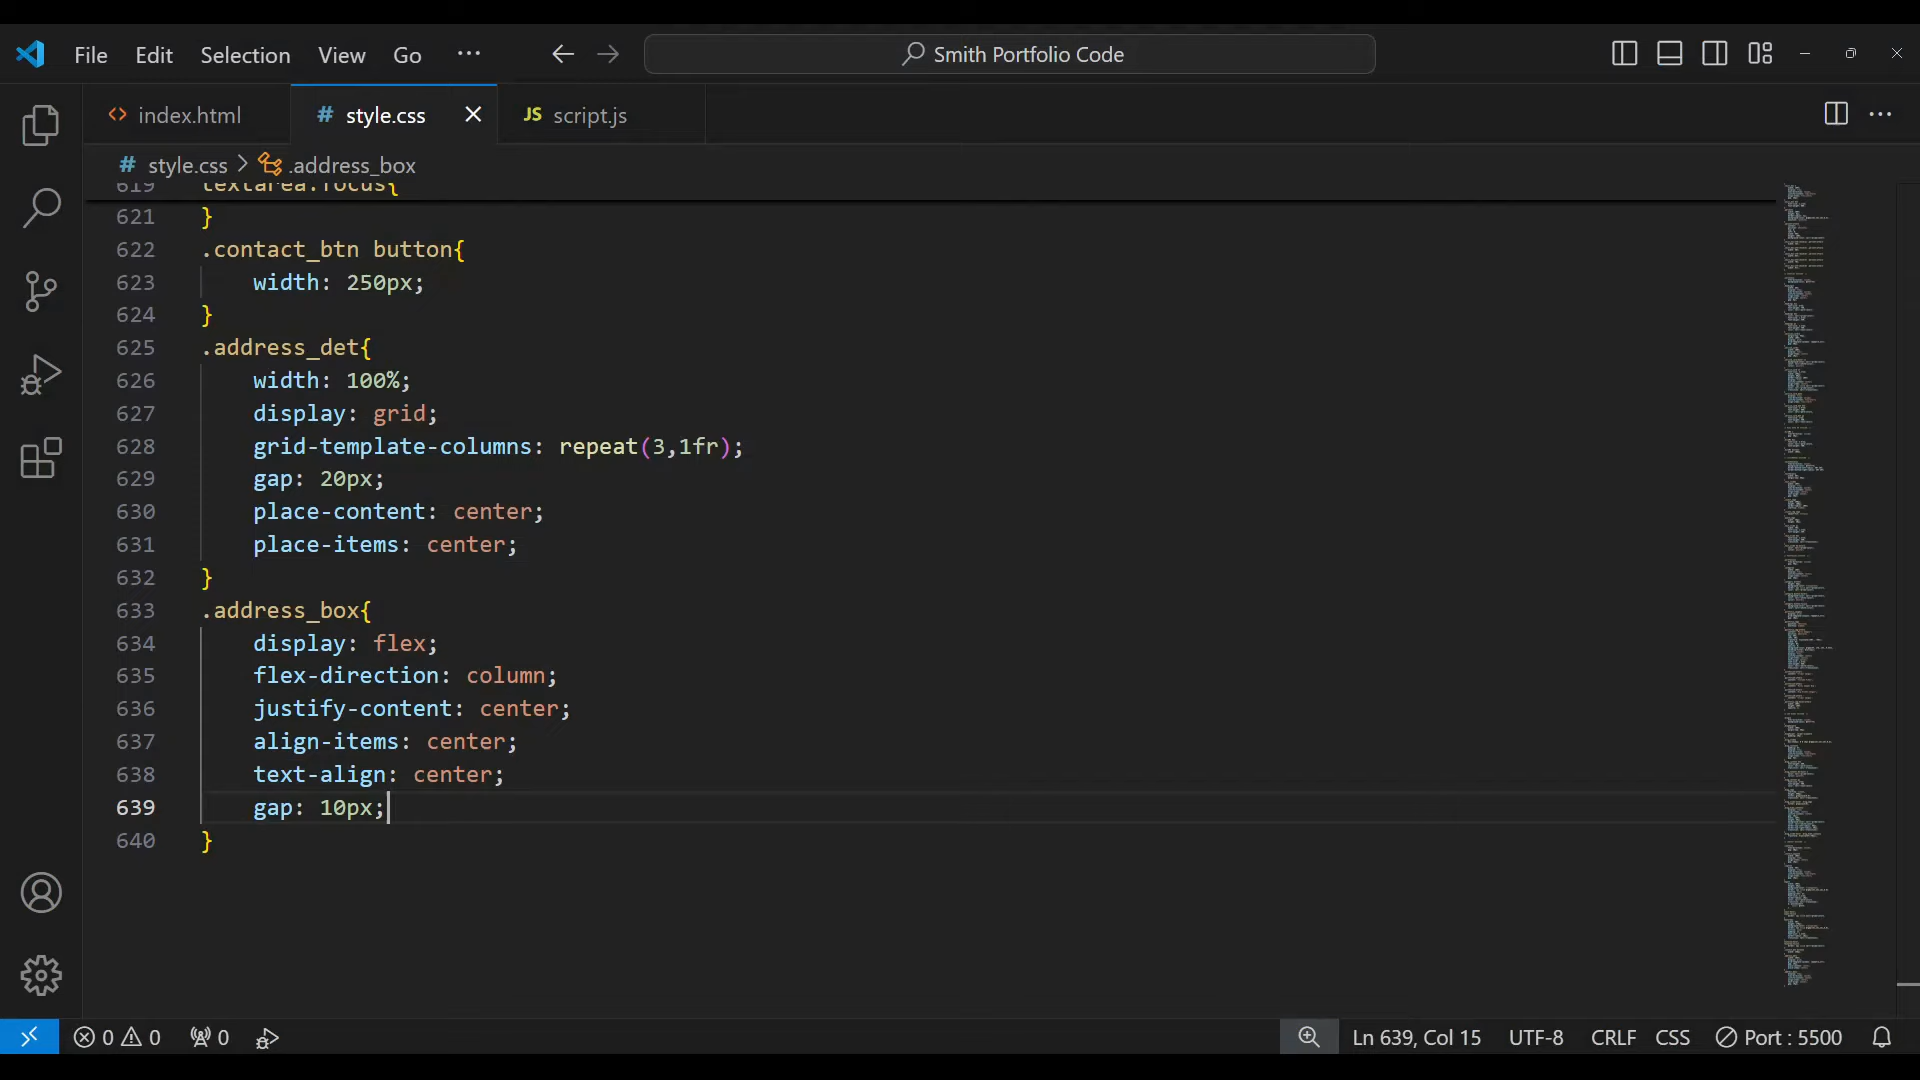 File Edit Selection View Go ··· Smith Portfolio Code
index.html # style.css JS script.js
# style.css > .address_box
619 textarea:focus{
621 }
622 .contact_btn button{
623 width: 250px;
624 }
625 .address_det{
626 width: 100%;
627 display: grid;
628 grid-template-columns: repeat(3,1fr);
629 gap: 20px;
630 place-content: center;
631 place-items: center;
632 }
633 .address_box{
634 display: flex;
635 flex-direction: column;
636 justify-content: center;
637 align-items: center;
638 text-align: center;
639 gap: 10px;
640 }
0 0 0 Ln 639, Col 15 UTF-8 CRLF CSS Port : 5500